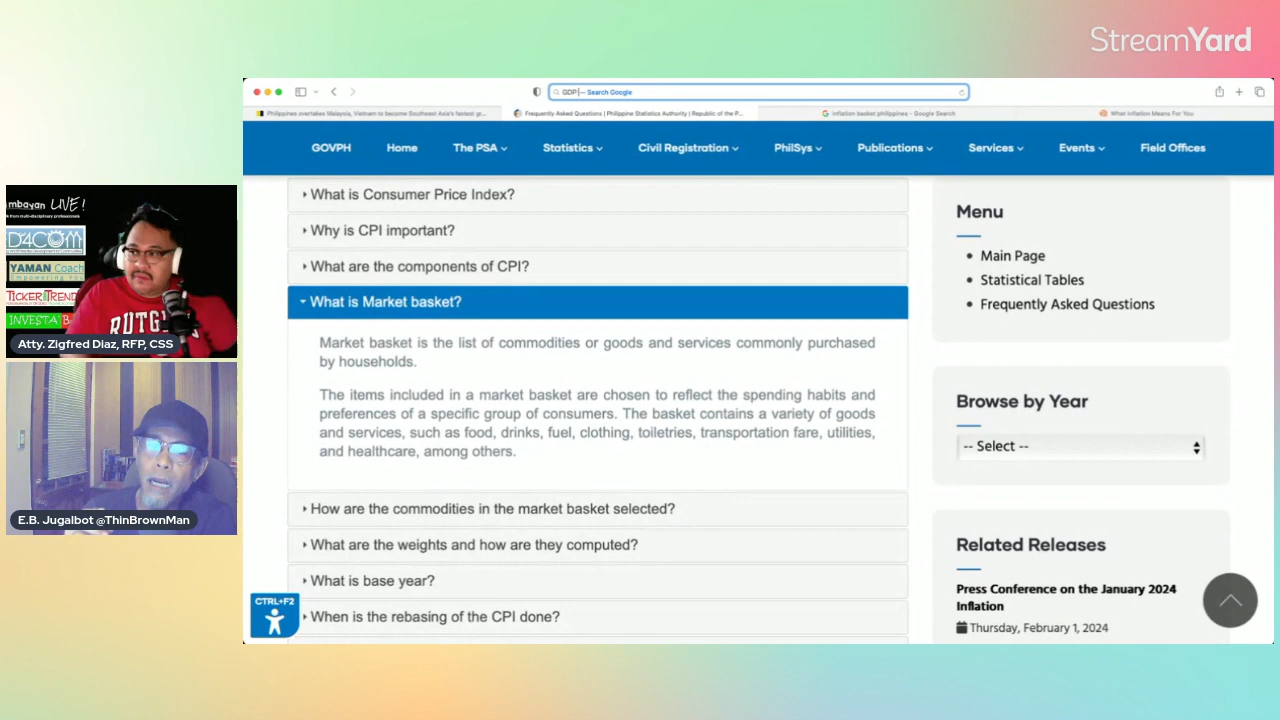 StreamYard
GDP — Search Google
Philippines overtakes Malaysia, Vietnam to become Southeast Asia's fastest gr...
Frequently Asked Questions | Philippine Statistics Authority | Republic of the P...
inflation basket philippines - Google Search
What Inflation Means For You
GOVPH
Home
The PSA
Statistics
Civil Registration
PhilSys
Publications
Services
Events
Field Offices
What is Consumer Price Index?
Why is CPI important?
What are the components of CPI?
What is Market basket?
Market basket is the list of commodities or goods and services commonly purchased
by households.
The items included in a market basket are chosen to reflect the spending habits and
preferences of a specific group of consumers. The basket contains a variety of goods
and services, such as food, drinks, fuel, clothing, toiletries, transportation fare, utilities,
and healthcare, among others.
How are the commodities in the market basket selected?
What are the weights and how are they computed?
What is base year?
When is the rebasing of the CPI done?
CTRL+F2
Menu
Main Page
Statistical Tables
Frequently Asked Questions
Browse by Year
-- Select --
Related Releases
Press Conference on the January 2024
Inflation
Thursday, February 1, 2024
mbayan LIVE!
D4COM
YAMAN Coach
TICKER TREND
INVESTA
RUTG
Atty. Zigfred Diaz, RFP, CSS
E.B. Jugalbot @ThinBrownMan